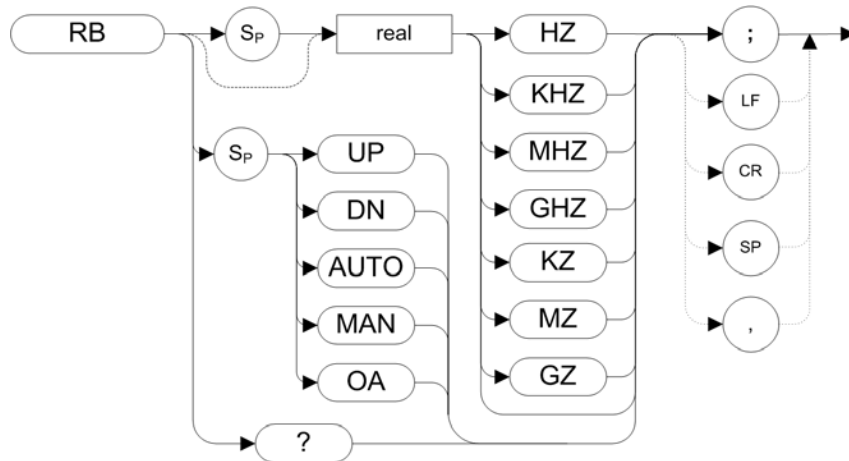 RB
SP
real
HZ
;
KHZ
LF
SP
UP
MHZ
CR
DN
GHZ
AUTO
KZ
SP
MAN
MZ
,
OA
GZ
?